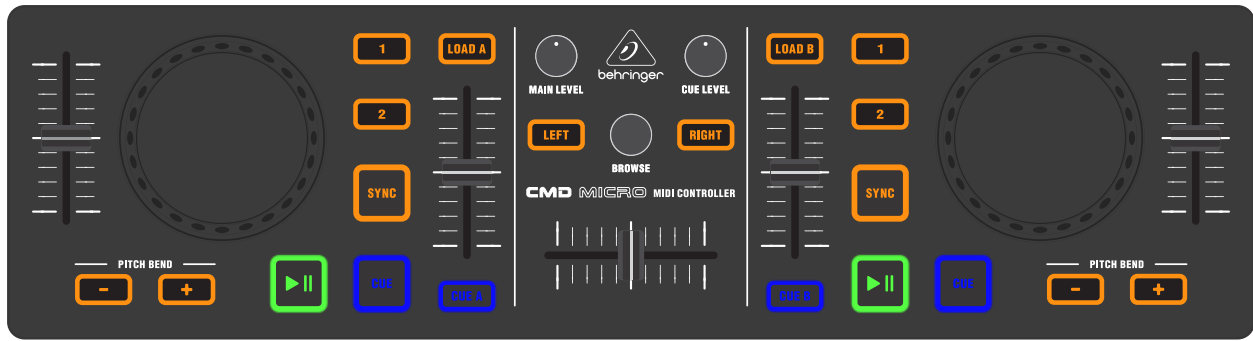 1
LOAD A
MAIN LEVEL
behringer
CUE LEVEL
LOAD B
1
2
LEFT
BROWSE
RIGHT
2
SYNC
CMD MICRO MIDI CONTROLLER
SYNC
PITCH BEND
- +
CUE
CUE A
CUE B
CUE
PITCH BEND
- +